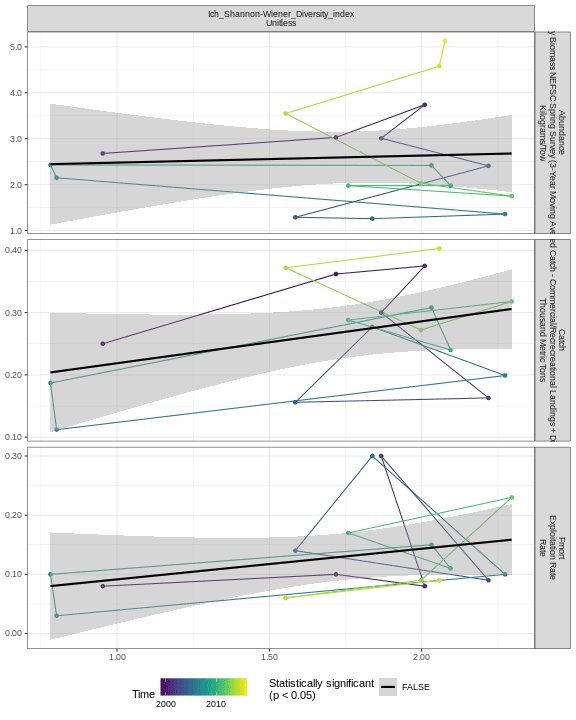 Ich_Shannon-Wiener_Diversity_index
Unitless
5.0
4.0
3.0
2.0
1.0
Abundance
y Biomass NEFSC Spring Survey (3-Year Moving Ave
Kilograms/Tow
0.40
0.30
0.20
0.10
Catch
ed Catch - Commercial/Recreational Landings + D
Thousand Metric Tons
0.30
0.20
0.10
0.00
Fmort
Exploitation Rate
Rate
1.00 1.50 2.00
Time
2000 2010
Statistically significant
(p < 0.05)
FALSE